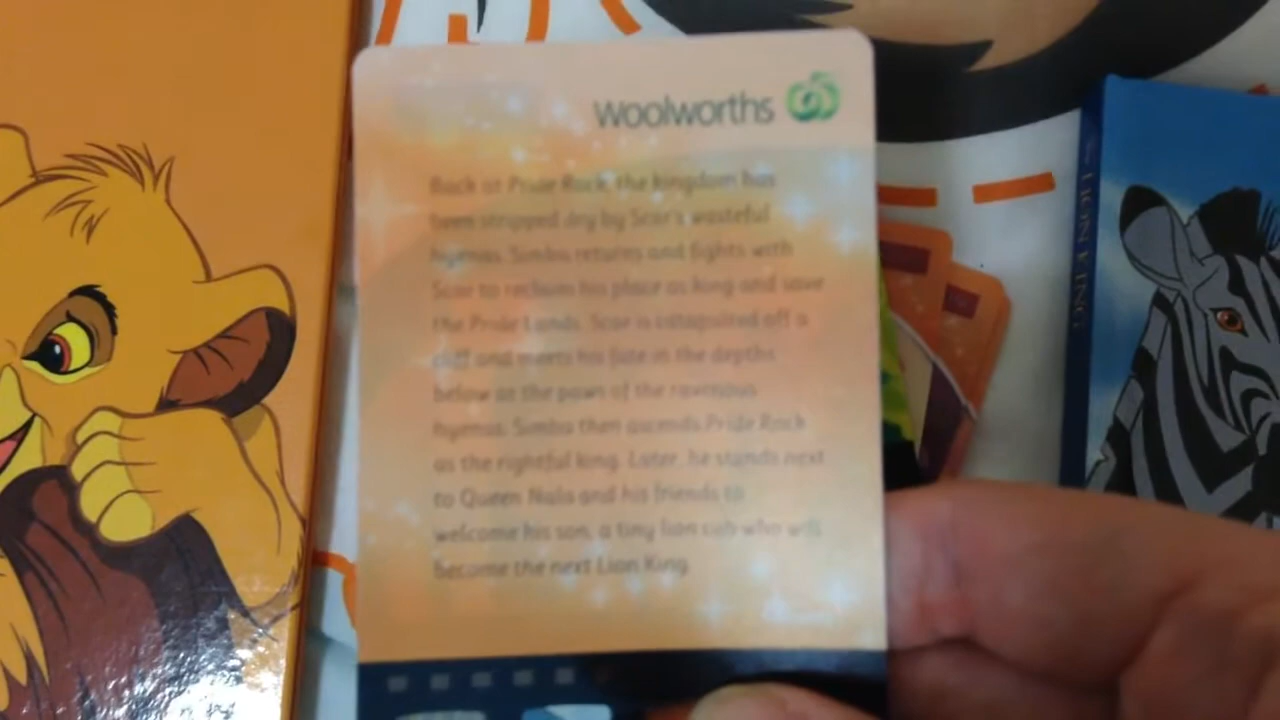 woolworths
Back at Pride Rock, the kingdom has
been stripped dry by Scar's wasteful
hyenas. Simba returns and fights with
Scar to reclaim his place as king and save
the Pride Lands. Scar is catapulted off a
cliff and meets his fate in the depths
below at the paws of the ravenous
hyenas. Simba then ascends Pride Rock
as the rightful king. Later, he stands next
to Queen Nala and his friends to
welcome his son, a tiny lion cub who will
become the next Lion King.
LION KING